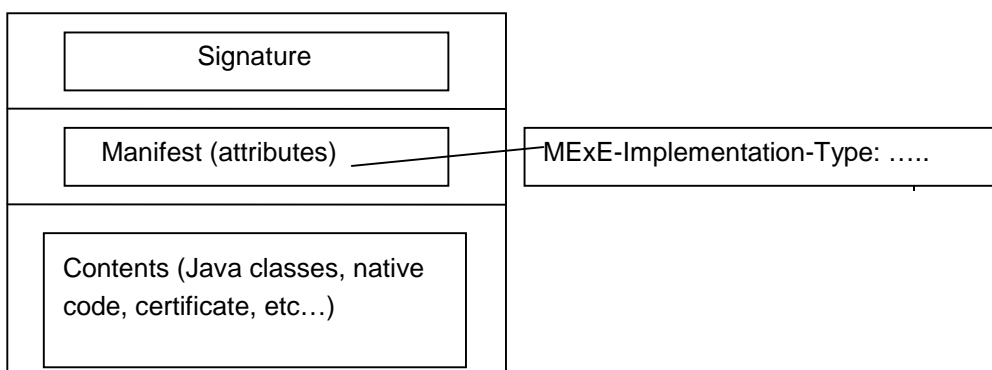 Signature
Manifest (attributes)
MExE-Implementation-Type: …..
Contents (Java classes, native
code, certificate, etc…)